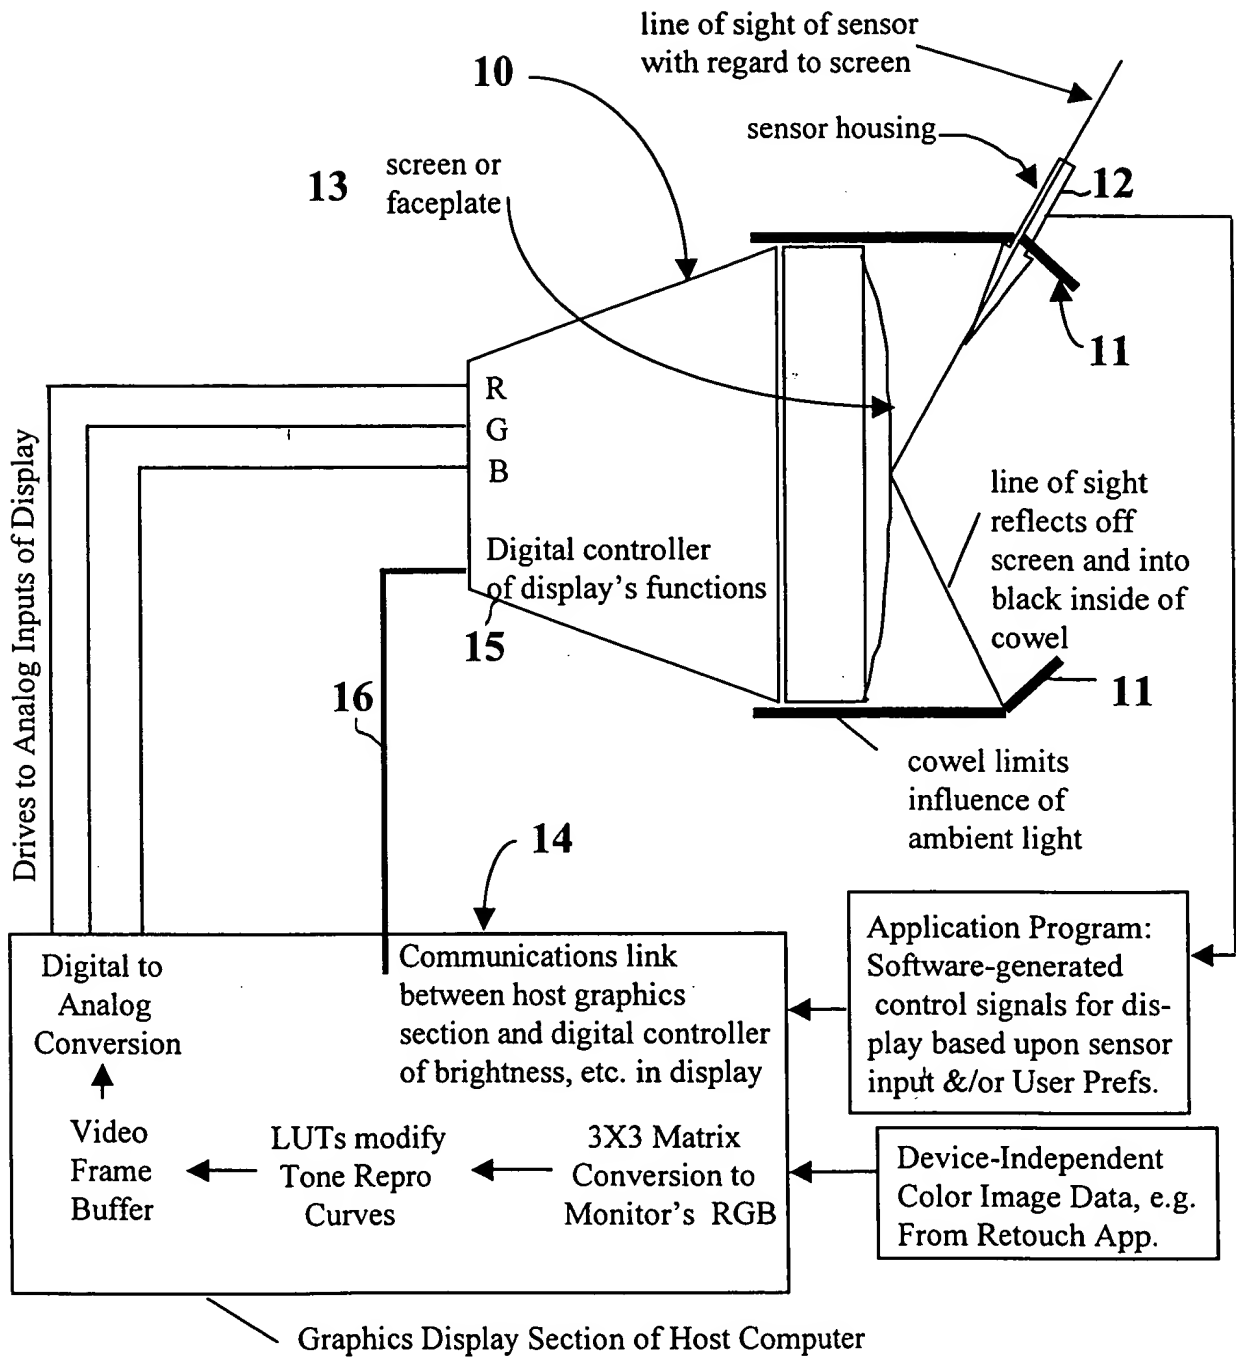 line of sight of sensor
with regard to screen
10
sensor housing
screen or
faceplate
13
12
11
R
G
B
Drives to Analog Inputs of Display
line of sight
reflects off
screen and into
black inside of
cowel
Digital controller
of display's functions
15
16
11
cowel limits
influence of
ambient light
14
Digital to
Analog
Conversion
Communications link
between host graphics
section and digital controller
of brightness, etc. in display
Application Program:
Software-generated
control signals for dis-
play based upon sensor
input &/or User Prefs.
Video
Frame
Buffer
LUTs modify
Tone Repro
Curves
3X3 Matrix
Conversion to
Monitor's RGB
Device-Independent
Color Image Data, e.g.
From Retouch App.
Graphics Display Section of Host Computer